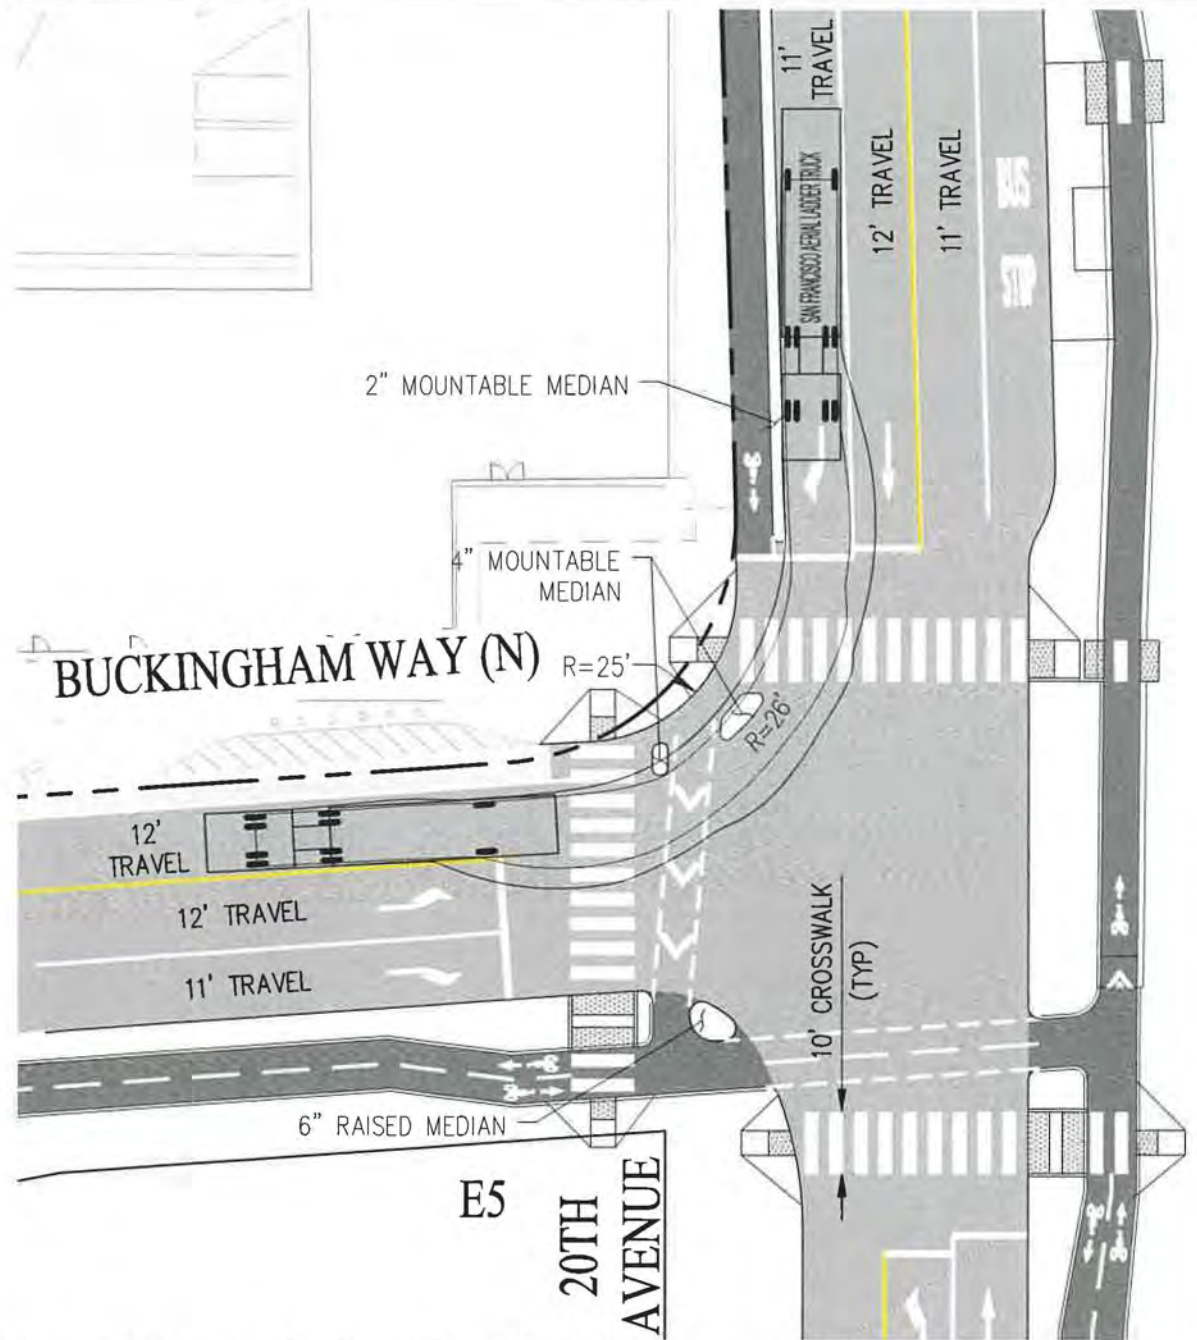 11'
TRAVEL
12' TRAVEL
11' TRAVEL
BUS
SAN FRANCISCO AERIAL LADDER TRUCK
2" MOUNTABLE MEDIAN
4" MOUNTABLE
MEDIAN
BUCKINGHAM WAY (N)
R=25'
R=26'
12'
TRAVEL
12' TRAVEL
11' TRAVEL
10' CROSSWALK
(TYP)
6" RAISED MEDIAN
E5
20TH
AVENUE